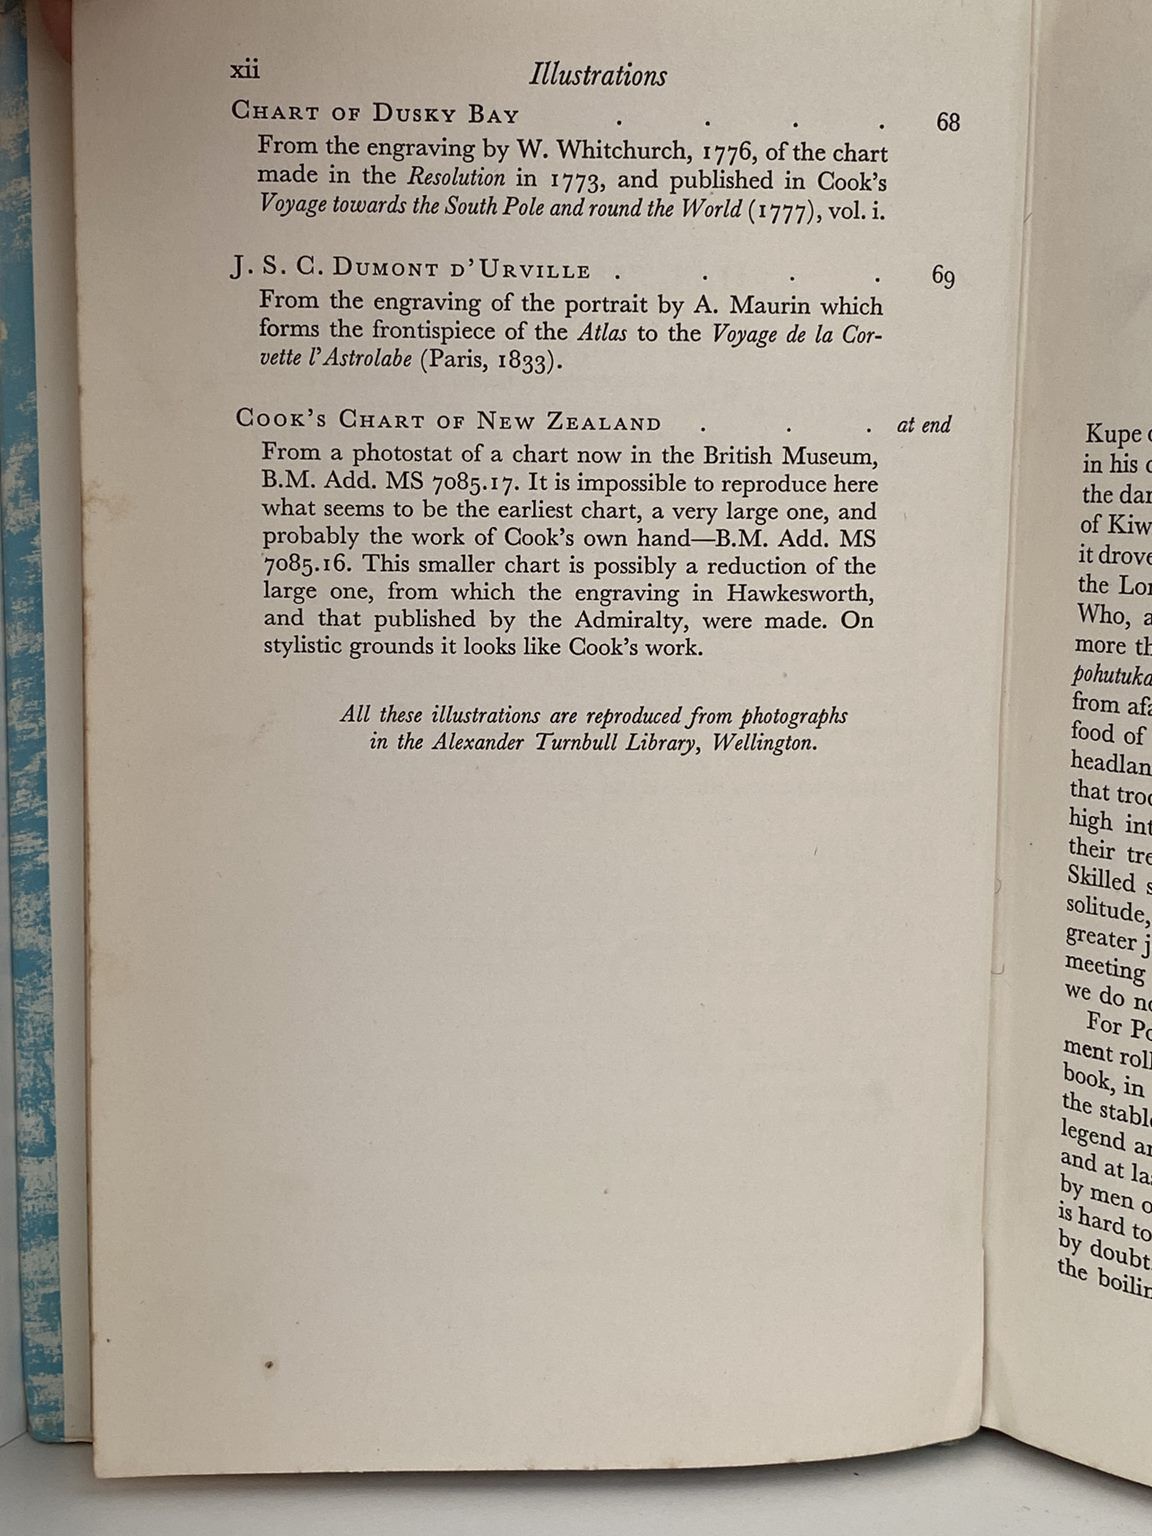 xii
Illustrations
CHART OF DUSKY BAY . . . . 68
From the engraving by W. Whitchurch, 1776, of the chart
made in the Resolution in 1773, and published in Cook's
Voyage towards the South Pole and round the World (1777), vol. i.
J. S. C. DUMONT D'URVILLE . . . . 69
From the engraving of the portrait by A. Maurin which
forms the frontispiece of the Atlas to the Voyage de la Cor-
vette l'Astrolabe (Paris, 1833).
COOK'S CHART OF NEW ZEALAND . . . at end
From a photostat of a chart now in the British Museum,
B.M. Add. MS 7085.17. It is impossible to reproduce here
what seems to be the earliest chart, a very large one, and
probably the work of Cook's own hand—B.M. Add. MS
7085.16. This smaller chart is possibly a reduction of the
large one, from which the engraving in Hawkesworth,
and that published by the Admiralty, were made. On
stylistic grounds it looks like Cook's work.
All these illustrations are reproduced from photographs
in the Alexander Turnbull Library, Wellington.
Kupe
in his
the
of
it drove
the
Who,
more

from
food of
headlan
that
high
their
Skilled
solitude,
greater
meeting
we do
For
ment
book, in
the
legend
and at
by men
is hard to
by doubt
the